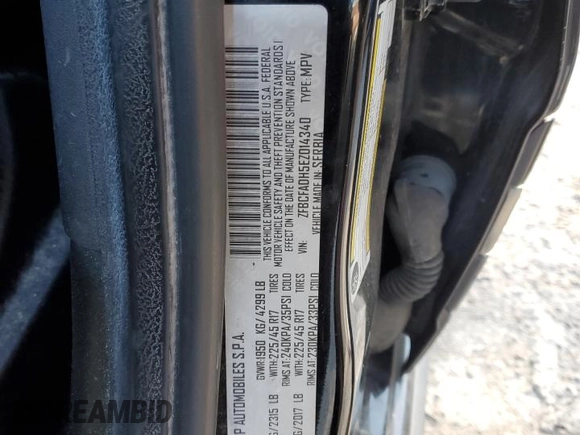 P AUTOMOBILES S.P.A.
GVWR:1950 KG/4299 LB
G/2315 LB WITH:225/45 R17 TIRES
RIMS AT:240KPA/35PSI COLD
WITH:225/45 R17 TIRES
G/2017 LB RIMS AT:230KPA/33PSI COLD
THIS VEHICLE CONFORMS TO ALL APPLICABLE U.S.A. FEDERAL
MOTOR VEHICLE SAFETY AND THEFT PREVENTION STANDARDS I
EFFECT ON THE DATE OF MANUFACTURE SHOWN ABOVE
VIN: ZFBCFADH5EZ014340 TYPE:MPV
VEHICLE MADE IN SERBIA
STREAMBID